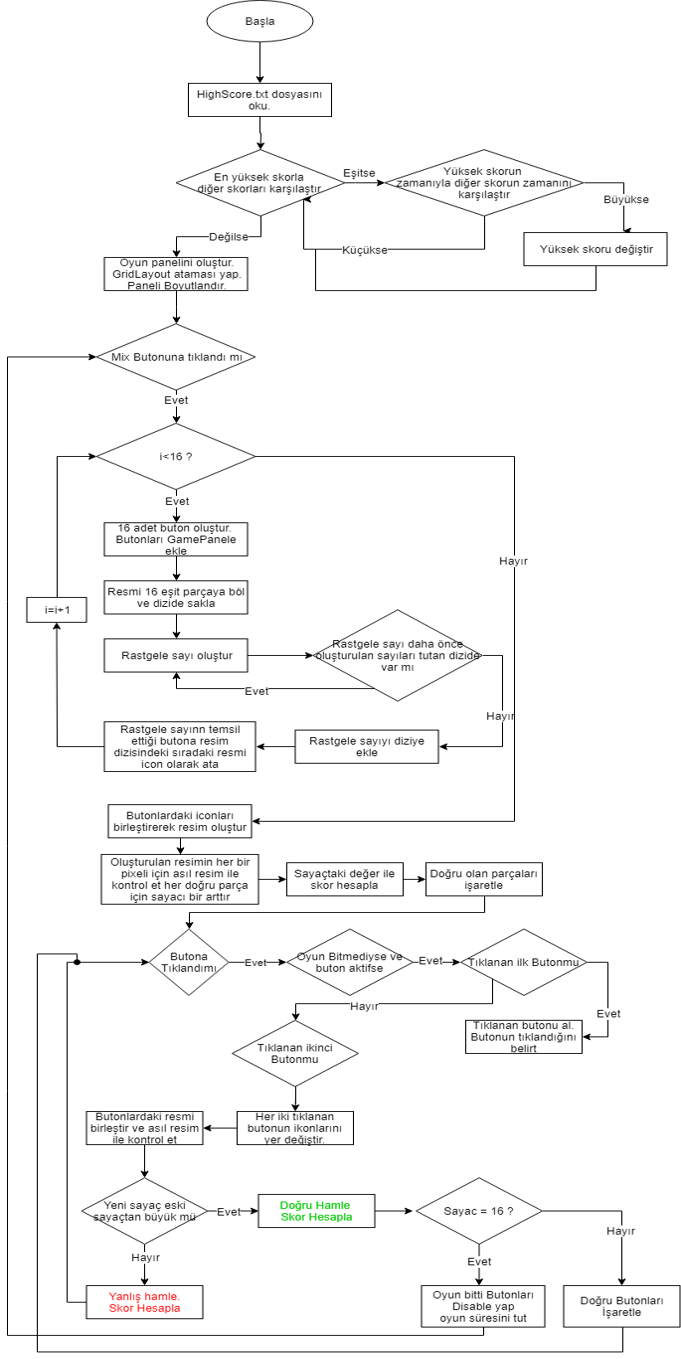 Başla
HighScore.txt dosyasını
oku.
En yüksek skorla
diğer skorları karşılaştır
Eşitse
Yüksek skorun
zamanıyla diğer skorun zamanını
karşılaştır
Büyükse
Yüksek skoru değiştir
Küçükse
Değilse
Oyun panelini oluştur.
GridLayout ataması yap.
Paneli Boyutlandır.
Mix Butonuna tıklandı mı
Evet
i<16 ?
Evet
Hayır
16 adet buton oluştur.
Butonları GamePanele
ekle
Resmi 16 eşit parçaya böl
ve dizide sakla
i=i+1
Rastgele sayı oluştur
Rastgele sayı daha önce
oluşturulan sayıları tutan dizide
var mı
Evet
Hayır
Rastgele sayıyı diziye
ekle
Rastgele sayınn temsil
ettiği butona resim
dizisindeki sıradaki resmi
icon olarak ata
Butonlardaki iconları
birleştirerek resim oluştur
Oluşturulan resimin her bir
pixeli için asıl resim ile
kontrol et her doğru parça
için sayacı bir arttır
Sayaçtaki değer ile
skor hesapla
Doğru olan parçaları
işaretle
Butona
Tıklandımı
Evet
Oyun Bitmediyse ve
buton aktifse
Evet
Tıklanan ilk Butonmu
Evet
Hayır
Tıklanan butonu al.
Butonun tıklandığını
belirt
Tıklanan ikinci
Butonmu
Her iki tıklanan
butonun ikonlarını
yer değiştir.
Butonlardaki resmi
birleştir ve asıl resim
ile kontrol et
Yeni sayaç eski
sayaçtan büyük mü
Evet
Doğru Hamle
Skor Hesapla
Sayac = 16 ?
Hayır
Hayır
Evet
Yanlış hamle.
Skor Hesapla
Oyun bitti Butonları
Disable yap
oyun süresini tut
Doğru Butonları
İşaretle